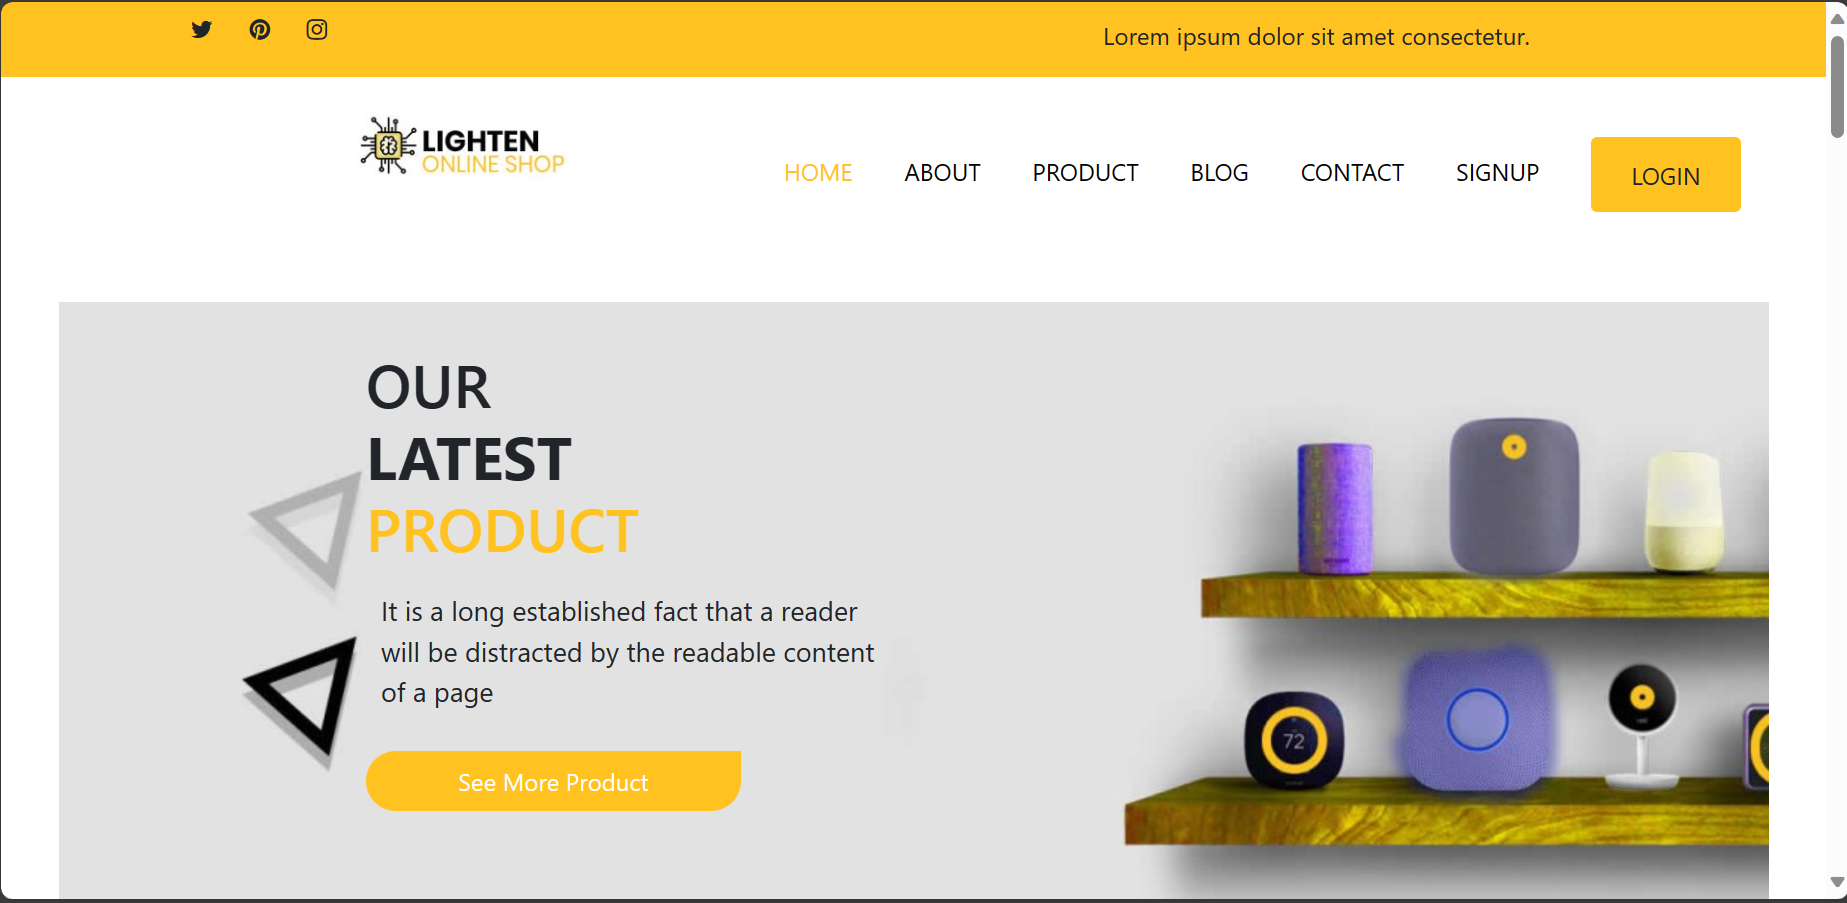 Lorem ipsum dolor sit amet consectetur.
LIGHTEN
ONLINE SHOP
HOME ABOUT PRODUCT BLOG CONTACT SIGNUP LOGIN
OUR
LATEST
PRODUCT
It is a long established fact that a reader
will be distracted by the readable content
of a page
See More Product
72